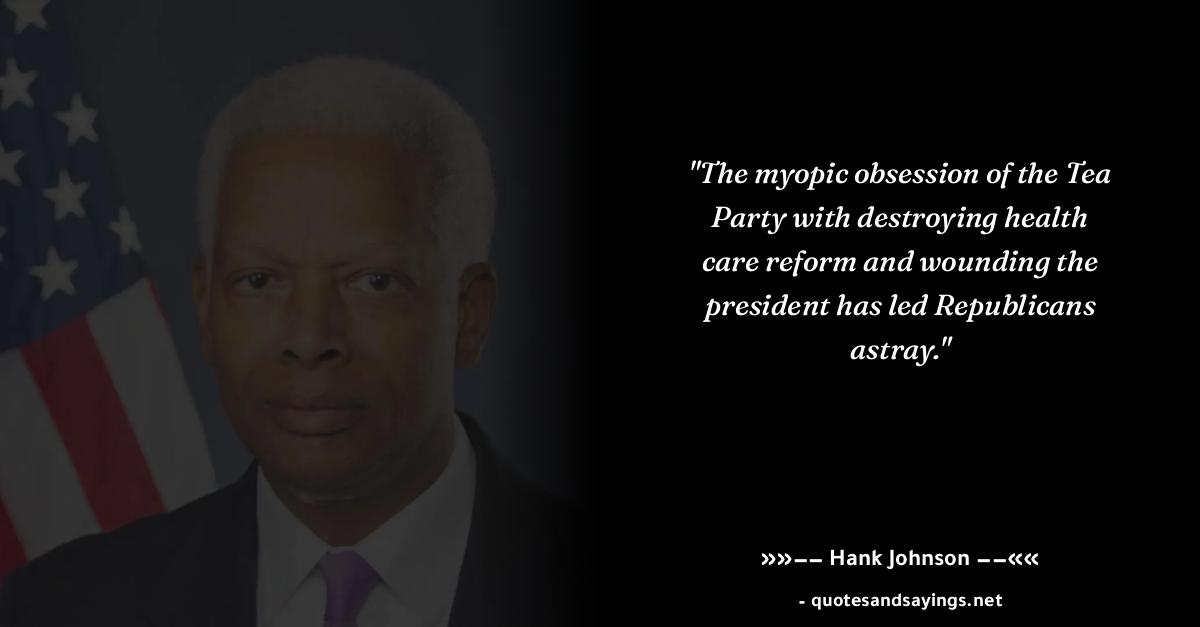 "The myopic obsession of the Tea
Party with destroying health
care reform and wounding the
president has led Republicans
astray."
»»−− Hank Johnson −−««
- quotesandsayings.net